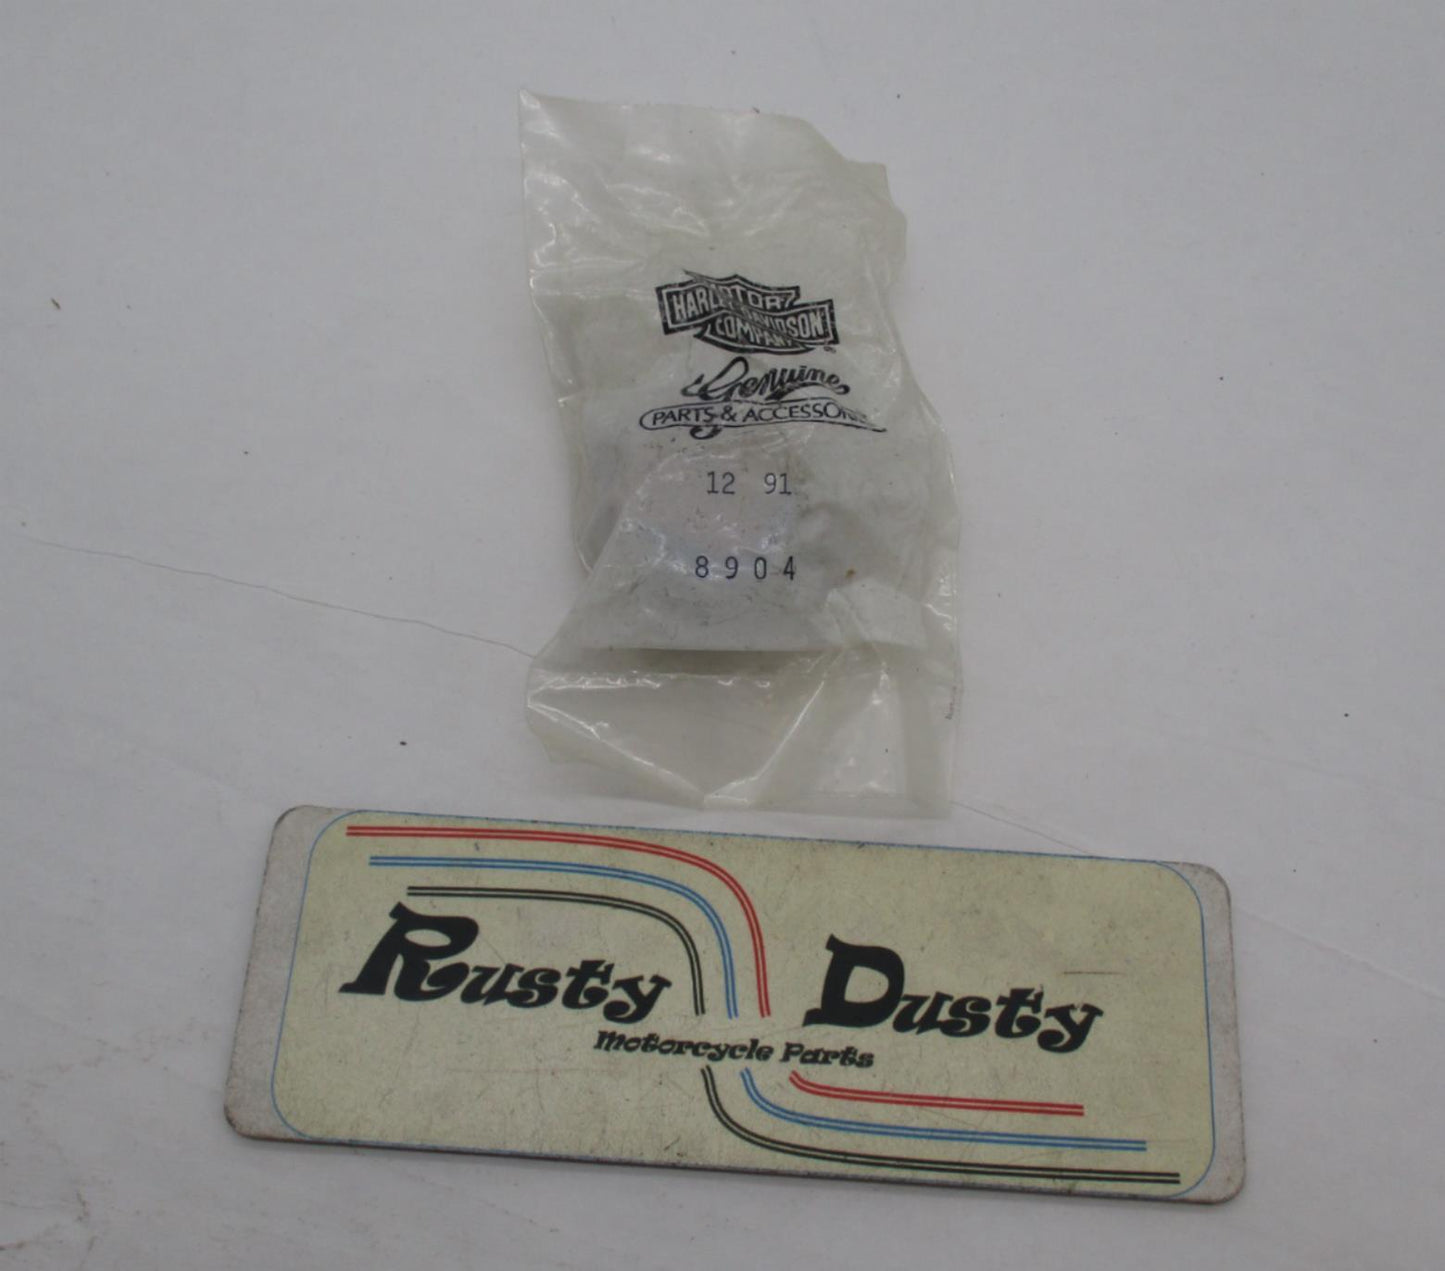 HARLEY
MOTOR
DAVIDSON
COMPANY
Genuine
PARTS & ACCESSORIES
12 91
8904
Rusty Dusty
Motorcycle Parts